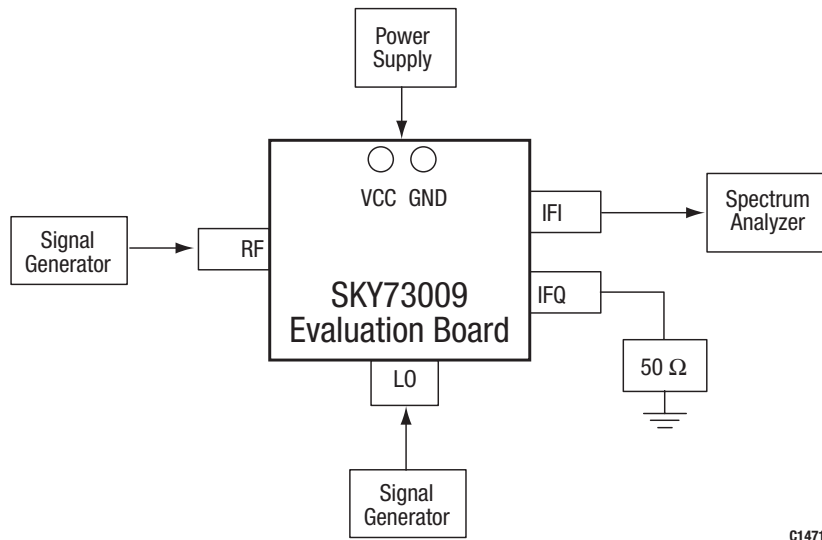 Power
Supply
VCC GND
IFI
Spectrum
Analyzer
Signal
Generator
RF
SKY73009
Evaluation Board
IFQ
50 Ω
LO
Signal
Generator
C1471